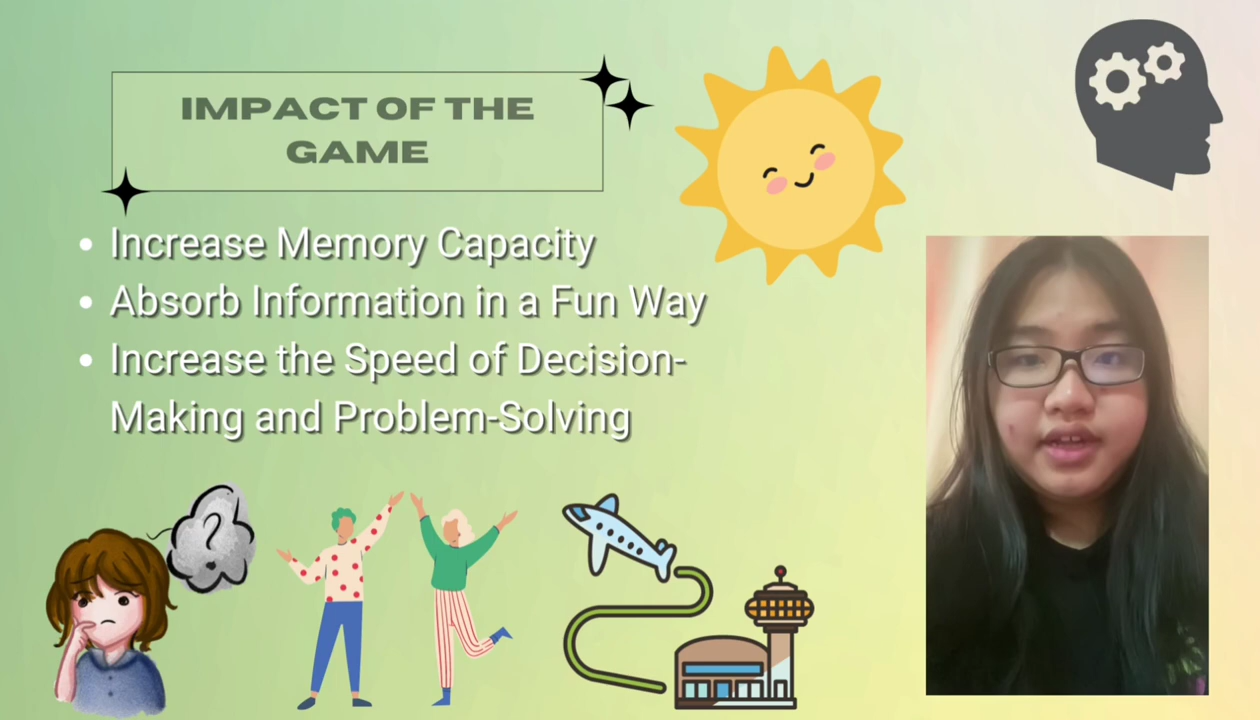 IMPACT OF THE
GAME
• Increase Memory Capacity
• Absorb Information in a Fun Way
• Increase the Speed of Decision-
Making and Problem-Solving
?